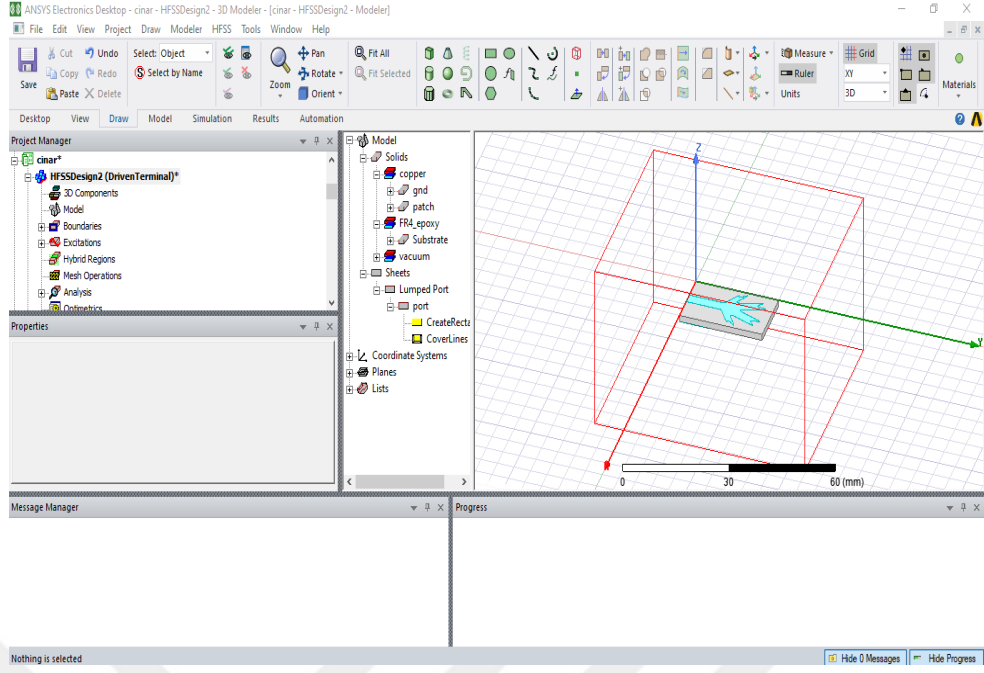 ANSYS Electronics Desktop - cinar - HFSSDesign2 - 3D Modeler - [cinar - HFSSDesign2 - Modeler]
File Edit View Project Draw Modeler HFSS Tools Window Help
Save
Cut
Copy
Paste
Undo
Redo
Delete
Select: Object
Select by Name
Zoom
Pan
Rotate
Orient
Fit All
Fit Selected
Measure
Ruler
Units
Grid
XY
3D
Materials
Desktop View Draw Model Simulation Results Automation
Project Manager
cinar*
HFSSDesign2 (DrivenTerminal)*
3D Components
Model
Boundaries
Excitations
Hybrid Regions
Mesh Operations
Analysis
Optimetrics
Properties
Model
Solids
copper
gnd
patch
FR4_epoxy
Substrate
vacuum
Sheets
Lumped Port
port
CreateRecta
CoverLines
Coordinate Systems
Planes
Lists
Z
Y
0 30 60 (mm)
Message Manager
Progress
Nothing is selected
Hide 0 Messages
Hide Progress